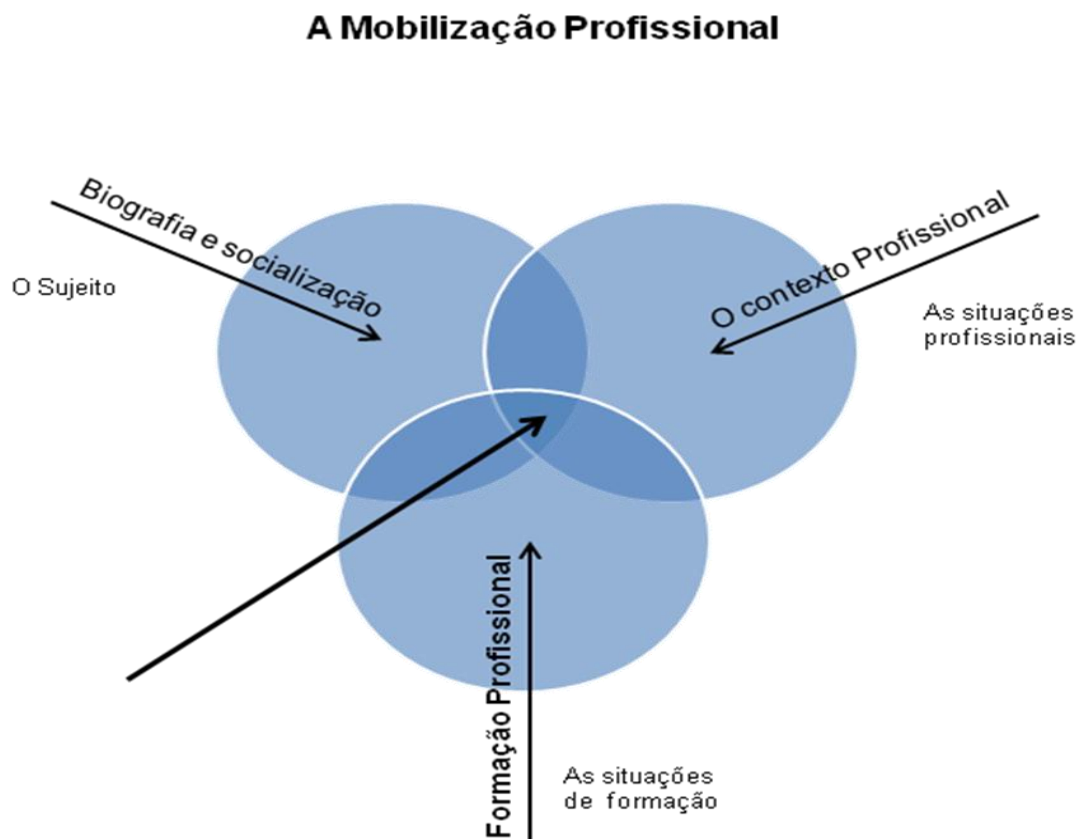 A Mobilização Profissional
Biografia e socialização
O Sujeito
O contexto Profissional
As situações
profissionais
Formação Profissional
As situações
de formação